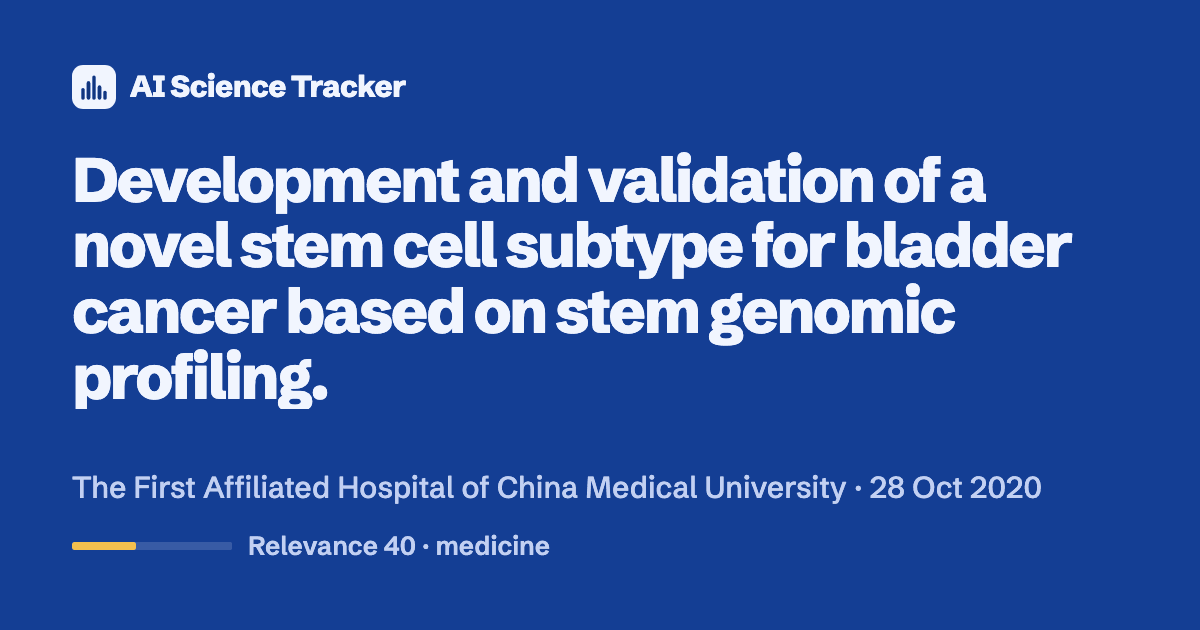 AI Science Tracker
Development and validation of a
novel stem cell subtype for bladder
cancer based on stem genomic
profiling.
The First Affiliated Hospital of China Medical University · 28 Oct 2020
Relevance 40 · medicine